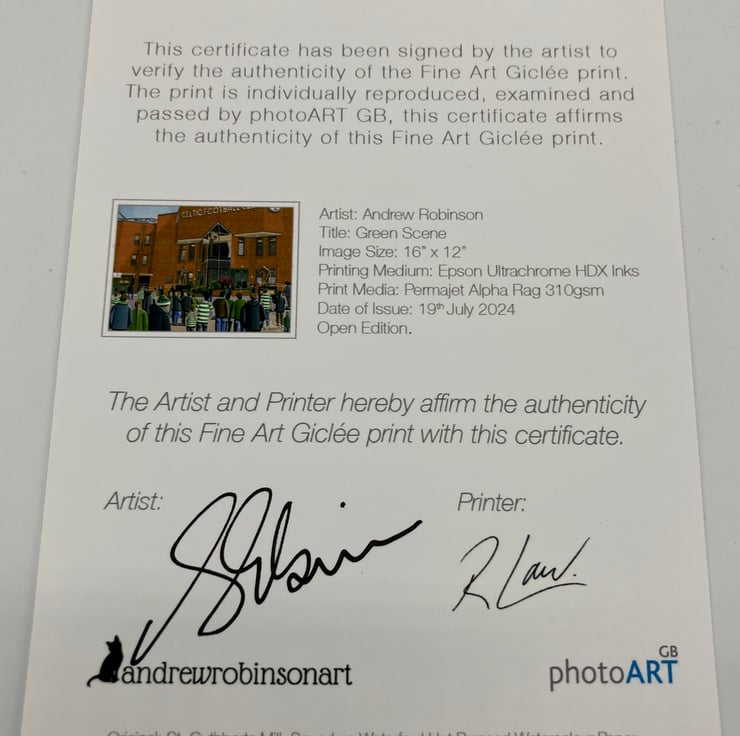 This certificate has been signed by the artist to
verify the authenticity of the Fine Art Giclée print.
The print is individually reproduced, examined and
passed by photoART GB, this certificate affirms
the authenticity of this Fine Art Giclée print.
CELTIC FOOTBALL
Artist: Andrew Robinson
Title: Green Scene
Image Size: 16” x 12”
Printing Medium: Epson Ultrachrome HDX Inks
Print Media: Permajet Alpha Rag 310gsm
Date of Issue: 19th July 2024
Open Edition.
The Artist and Printer hereby affirm the authenticity
of this Fine Art Giclée print with this certificate.
Artist:
Printer:
R Law.
andrewrobinsonart
photoART GB